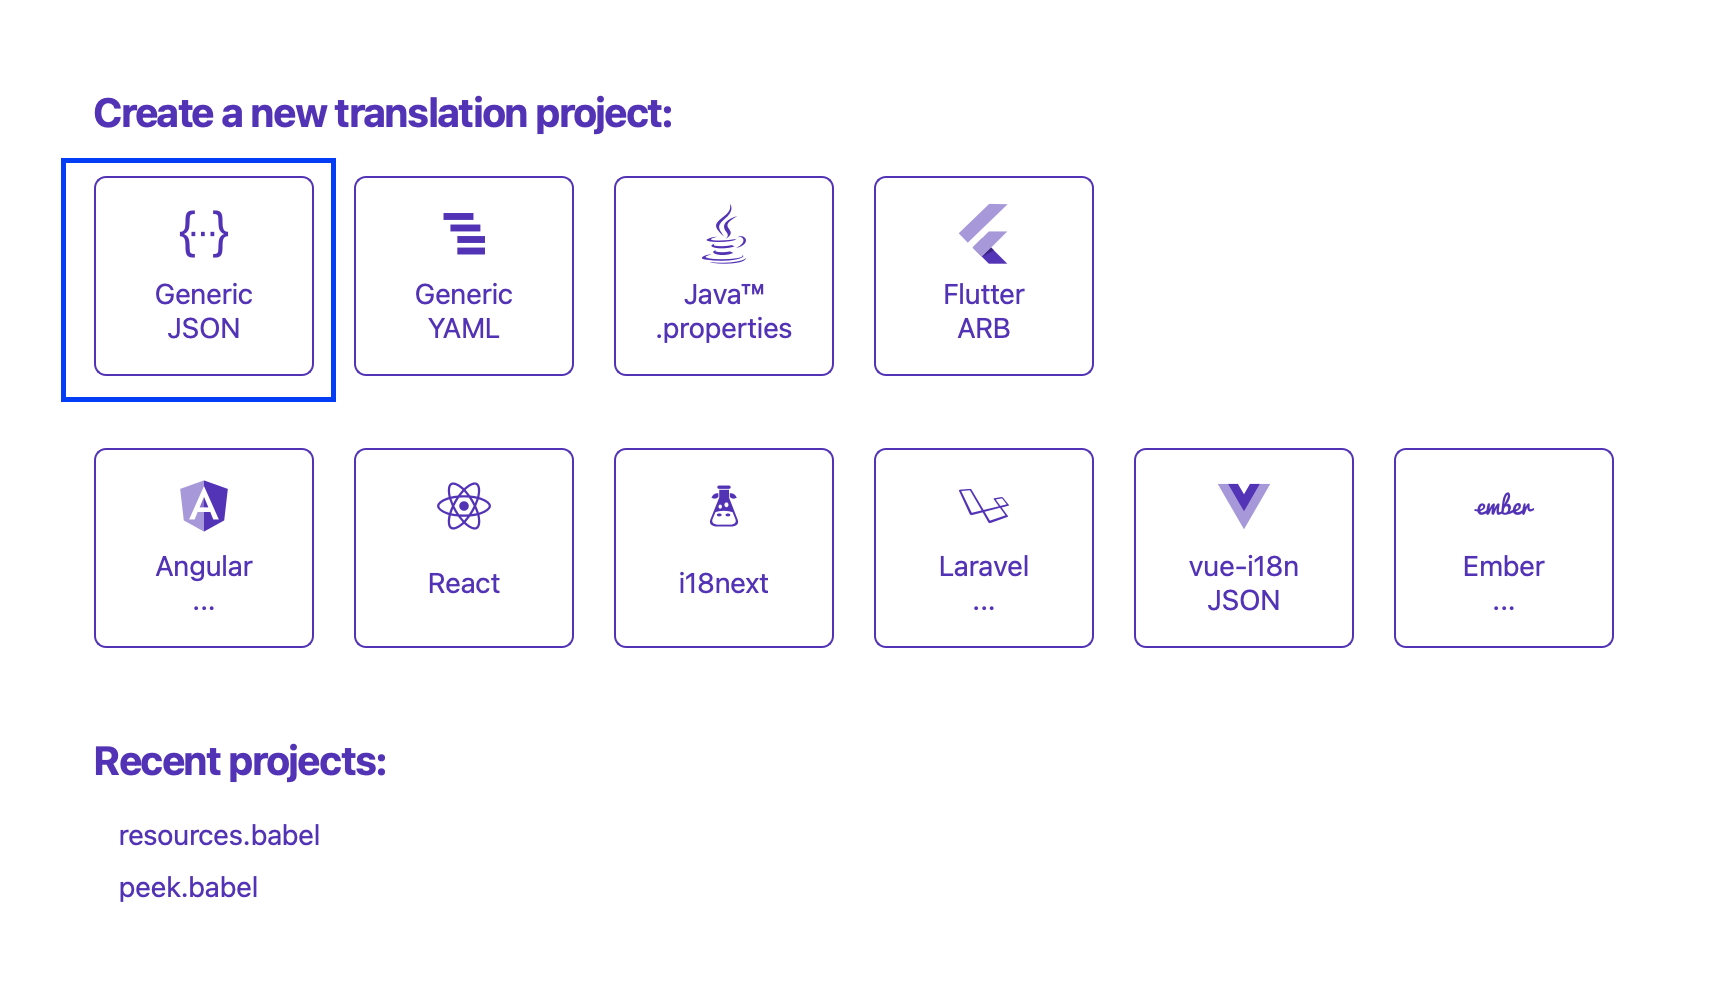 Create a new translation project:
{...}
Generic
JSON
Generic
YAML
Java™
.properties
Flutter
ARB
Angular
...
React
i18next
Laravel
...
vue-i18n
JSON
ember
Ember
...
Recent projects:
resources.babel
peek.babel